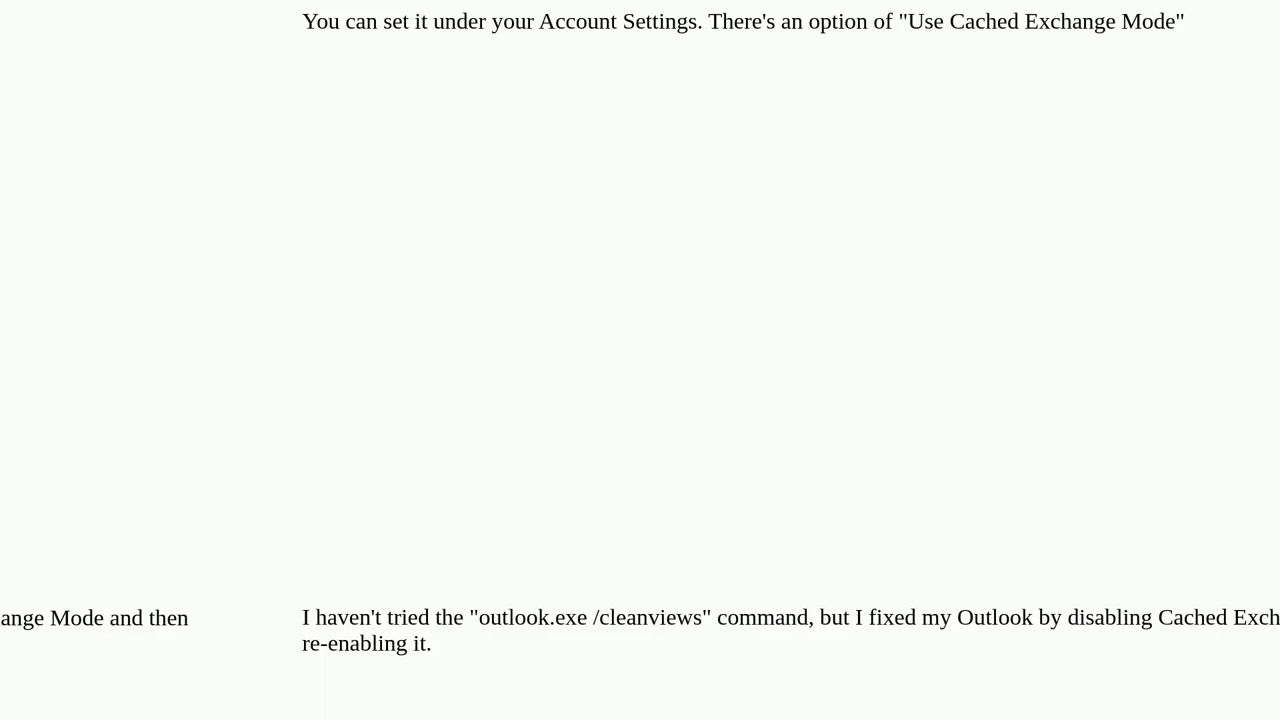 You can set it under your Account Settings. There's an option of "Use Cached Exchange Mode"
I haven't tried the "outlook.exe /cleanviews" command, but I fixed my Outlook by disabling Cached Exch
ange Mode and then
re-enabling it.